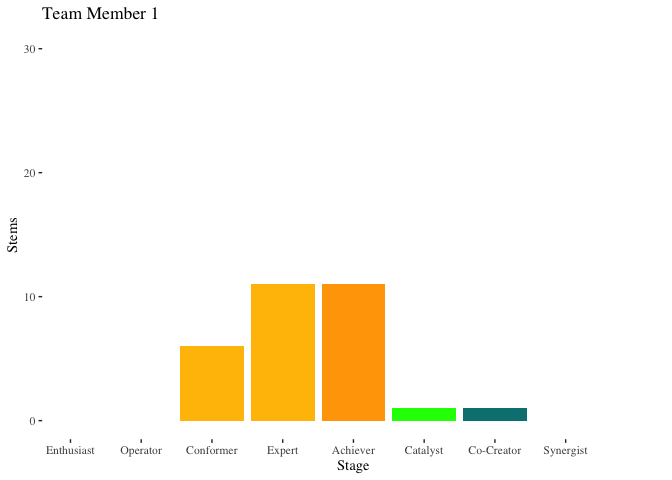 Team Member 1
30
20
10
0
Stems
Enthusiast Operator Conformer Expert Achiever Catalyst Co-Creator Synergist
Stage